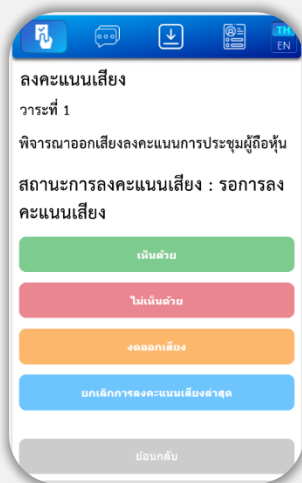 TH
EN
ลงคะแนนเสียง
วาระที่ 1
พิจารณาออกเสียงลงคะแนนการประชุมผู้ถือหุ้น
สถานะการลงคะแนนเสียง : รอการลง
คะแนนเสียง
เห็นด้วย
ไม่เห็นด้วย
งดออกเสียง
ยกเลิกการลงคะแนนเสียงล่าสุด
ย้อนกลับ